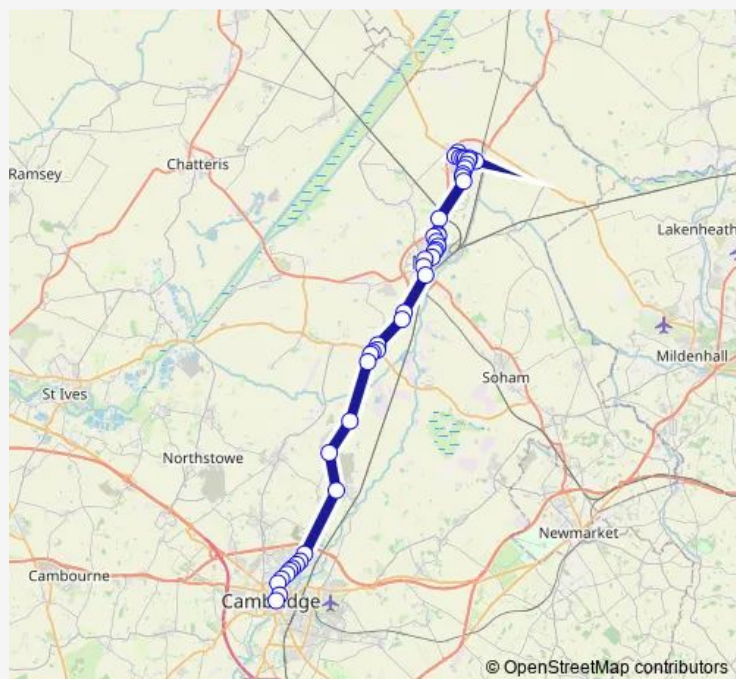 Chatteris
Ramsey
Lakenheath
Mildenhall
Soham
St Ives
Northstowe
Newmarket
Cambourne
Cambridge
© OpenStreetMap contributors